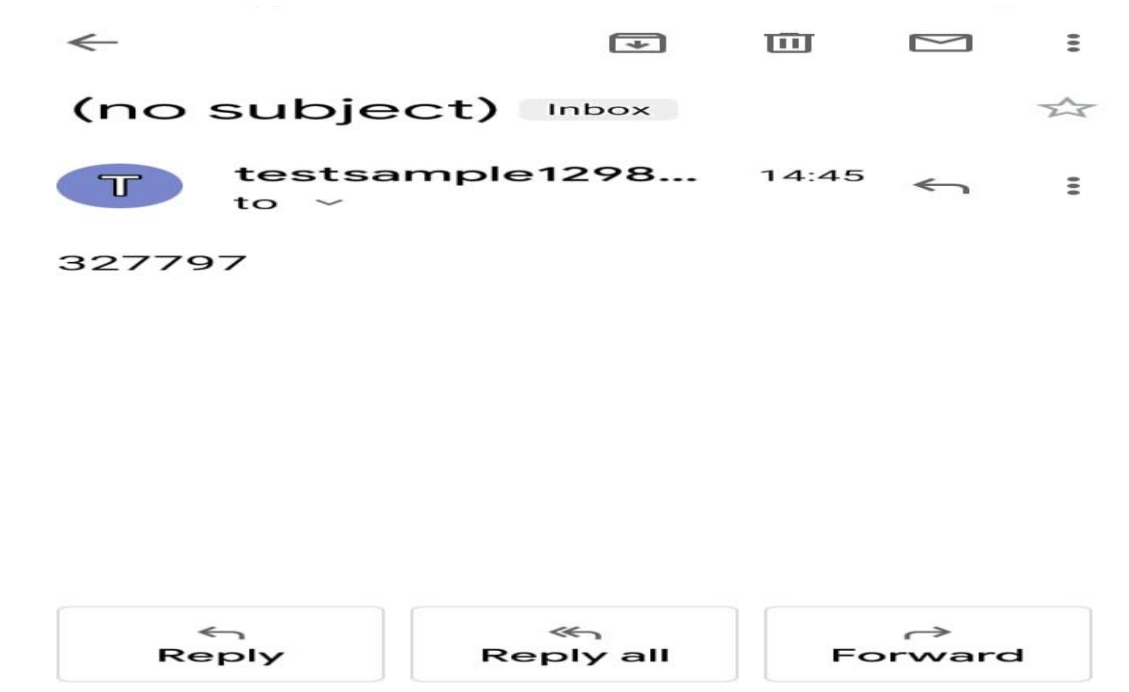 (no subject) Inbox
T
testsample1298... 14:45
to
327797
Reply Reply all Forward